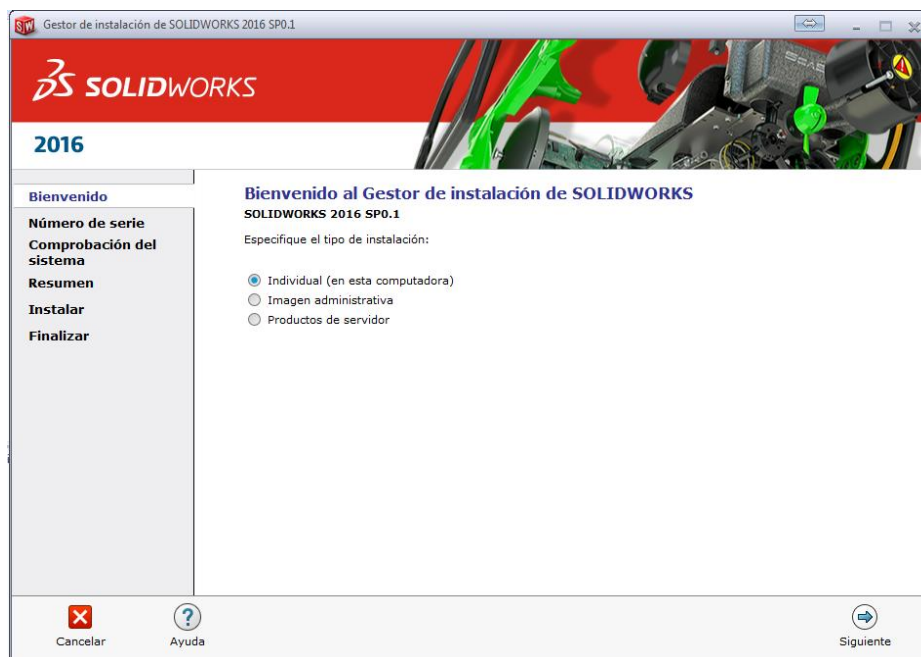 Gestor de instalación de SOLIDWORKS 2016 SP0.1
SOLIDWORKS
2016
Bienvenido
Número de serie
Comprobación del
sistema
Resumen
Instalar
Finalizar
Bienvenido al Gestor de instalación de SOLIDWORKS
SOLIDWORKS 2016 SP0.1
Especifique el tipo de instalación:
Individual (en esta computadora)
Imagen administrativa
Productos de servidor
Cancelar
Ayuda
Siguiente